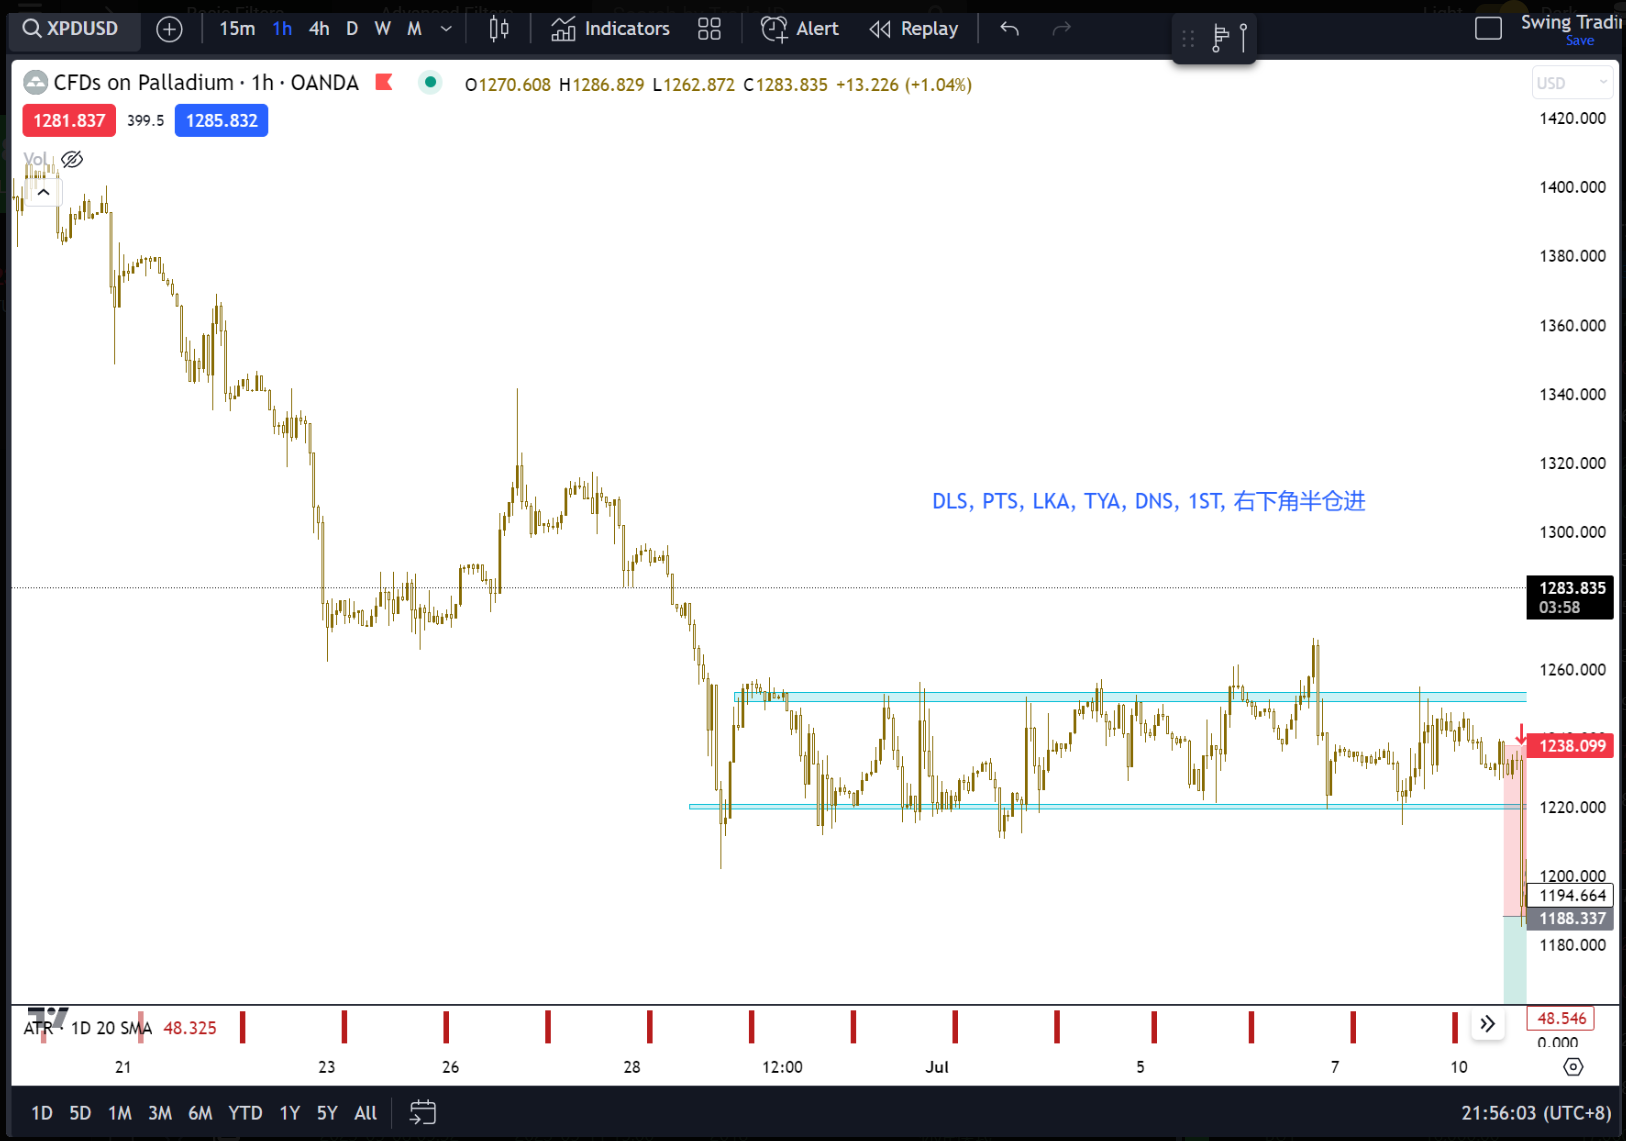 XPDUSD 15m 1h 4h D W M Indicators Alert Replay Swing Tradi
Save
CFDs on Palladium · 1h · OANDA O1270.608 H1286.829 L1262.872 C1283.835 +13.226 (+1.04%)
USD
1281.837 399.5 1285.832
Vol
1420.000
1400.000
1380.000
1360.000
1340.000
1320.000
DLS, PTS, LKA, TYA, DNS, 1ST, 右下角半仓进
1300.000
1283.835
03:58
1260.000
1238.099
1220.000
1200.000
1194.664
1188.337
1180.000
ATR · 1D 20 SMA 48.325
48.546
0.000
21 23 26 28 12:00 Jul 5 7 10
1D 5D 1M 3M 6M YTD 1Y 5Y All 21:56:03 (UTC+8)